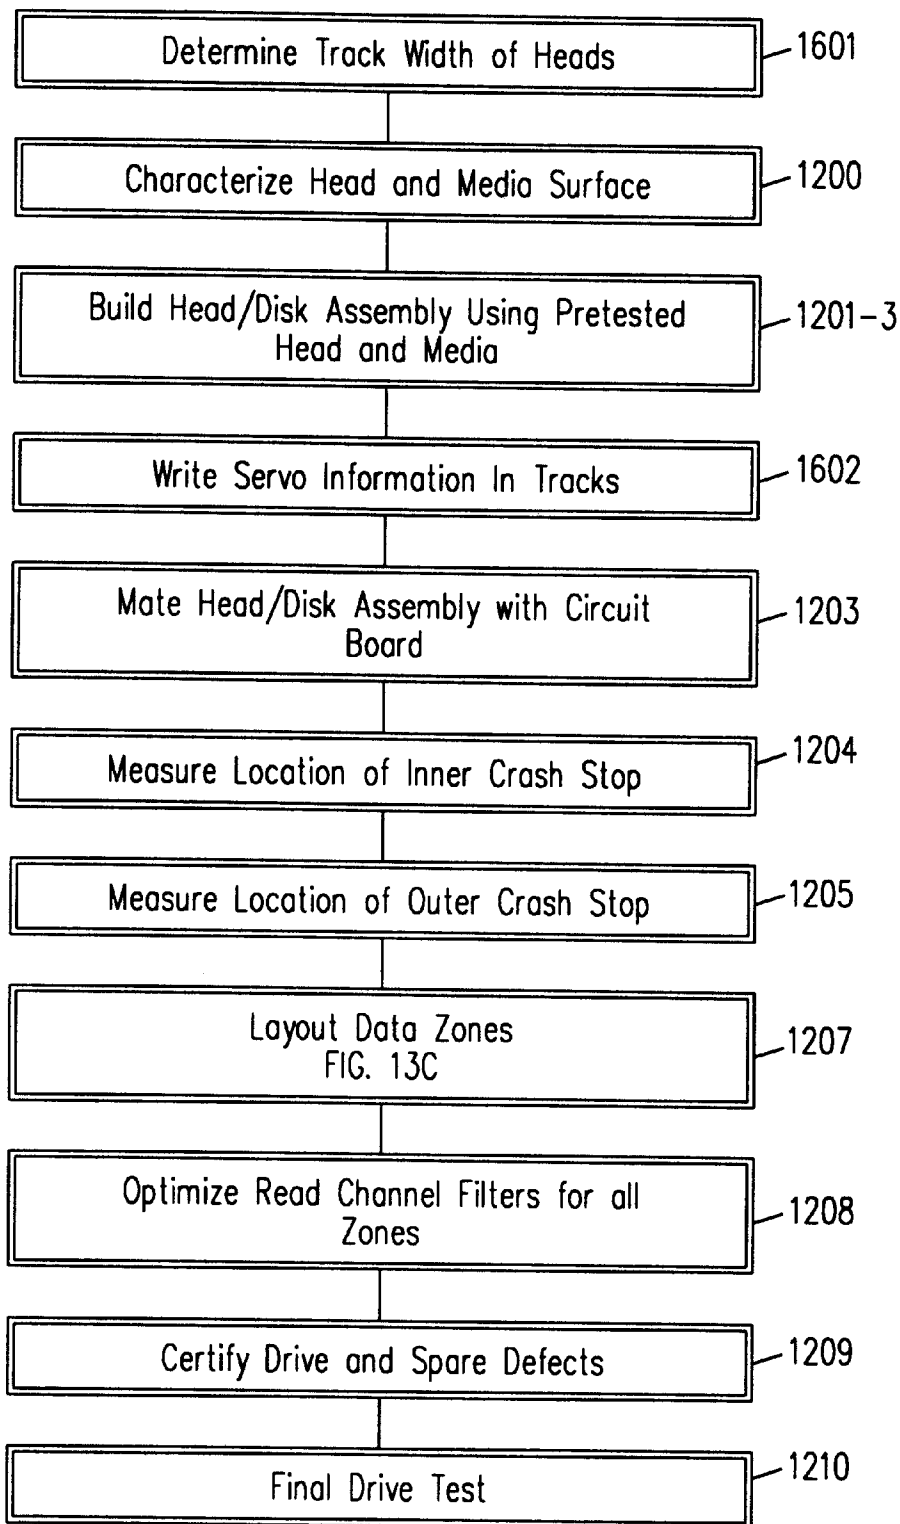 Determine Track Width of Heads
1601
Characterize Head and Media Surface
1200
Build Head/Disk Assembly Using Pretested
Head and Media
1201-3
Write Servo Information In Tracks
1602
Mate Head/Disk Assembly with Circuit
Board
1203
Measure Location of Inner Crash Stop
1204
Measure Location of Outer Crash Stop
1205
Layout Data Zones
FIG. 13C
1207
Optimize Read Channel Filters for all
Zones
1208
Certify Drive and Spare Defects
1209
Final Drive Test
1210